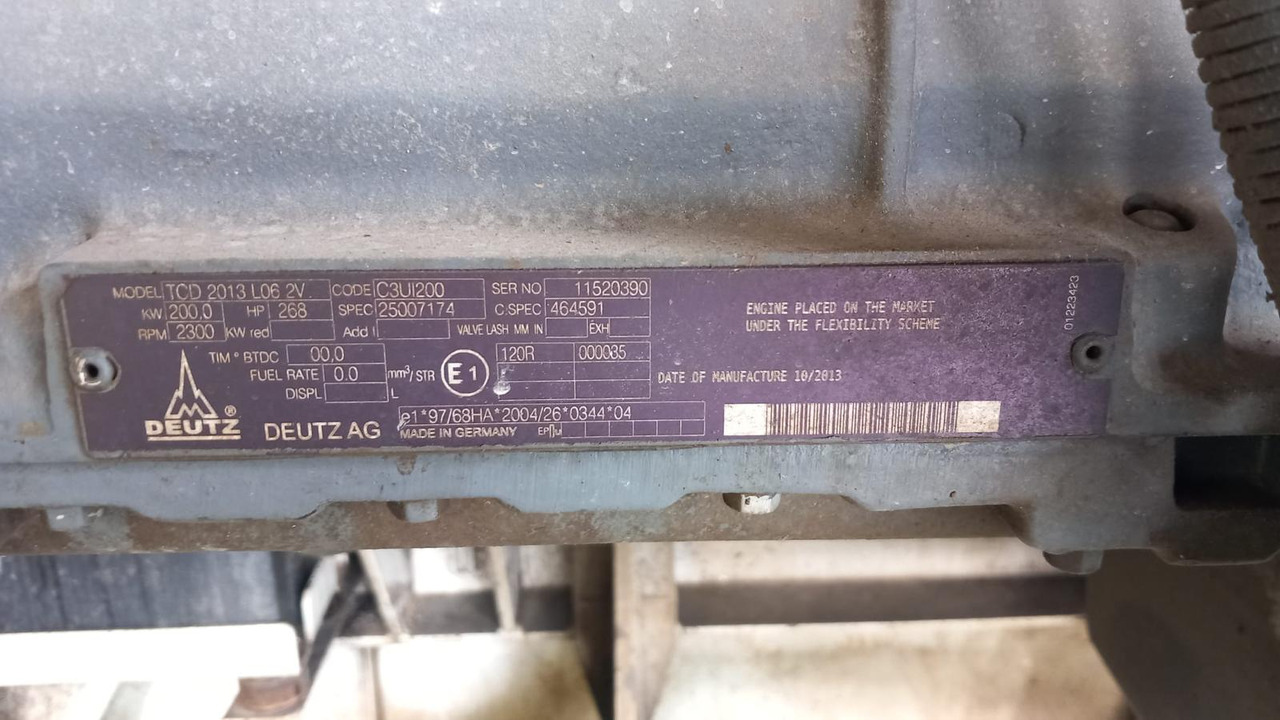 MODEL TCD 2013 L06 2V CODE C3UI200 SER NO 11520390
KW 200,0 HP 268 SPEC 25007174 C.SPEC 464591
RPM 2300 KW red Add VALVE LASH MM IN EXH
TIM° BTDC 00,0
FUEL RATE 0.0 mm³/STR
DISPL L
E1
120R 000035
DEUTZ®
DEUTZ AG
e1*97/68HA*2004/26*0344*04
MADE IN GERMANY
ENGINE PLACED ON THE MARKET
UNDER THE FLEXIBILITY SCHEME
DATE OF MANUFACTURE 10/2013
01223423